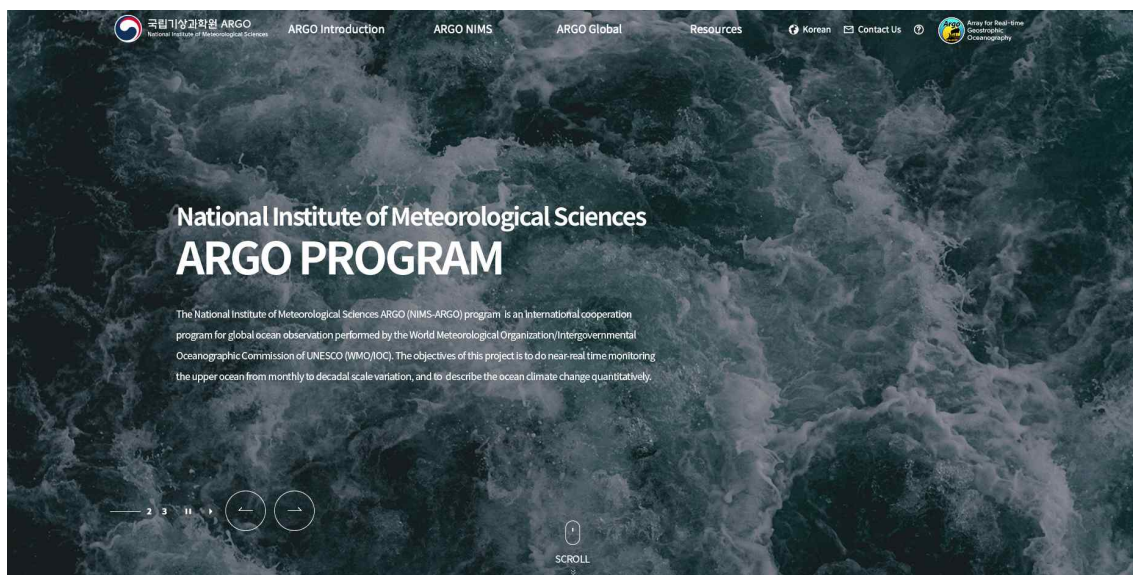 국립기상과학원 ARGO
National Institute of Meteorological Sciences
ARGO Introduction
ARGO NIMS
ARGO Global
Resources
Korean
Contact Us
?
Argo
Array for Real-time
Geostrophic
Oceanography
National Institute of Meteorological Sciences
ARGO PROGRAM
The National Institute of Meteorological Sciences ARGO (NIMS-ARGO) program is an international cooperation
program for global ocean observation performed by the World Meteorological Organization/Intergovernmental
Oceanographic Commission of UNESCO (WMO/IOC). The objectives of this project is to do near-real time monitoring
the upper ocean from monthly to decadal scale variation, and to describe the ocean climate change quantitatively.
2 3
SCROLL